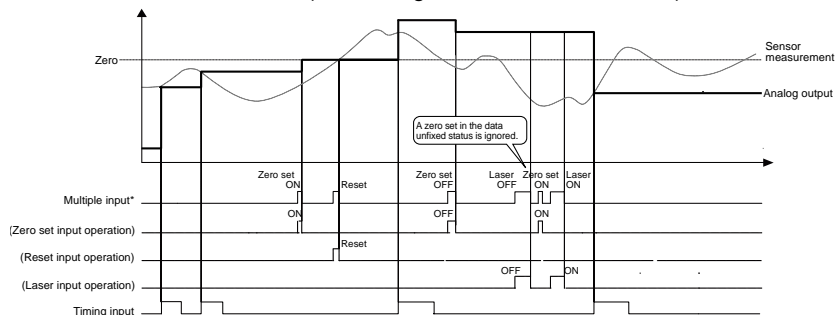 Zero
Sensor
measurement
Analog output
A zero set in the data
unfixed status is ignored.
Zero set
ON
Reset
Zero set
OFF
Laser
OFF
Zero set
ON
Laser
ON
Multiple input*
ON
OFF
ON
(Zero set input operation)
Reset
(Reset input operation)
OFF
ON
(Laser input operation)
Timing input